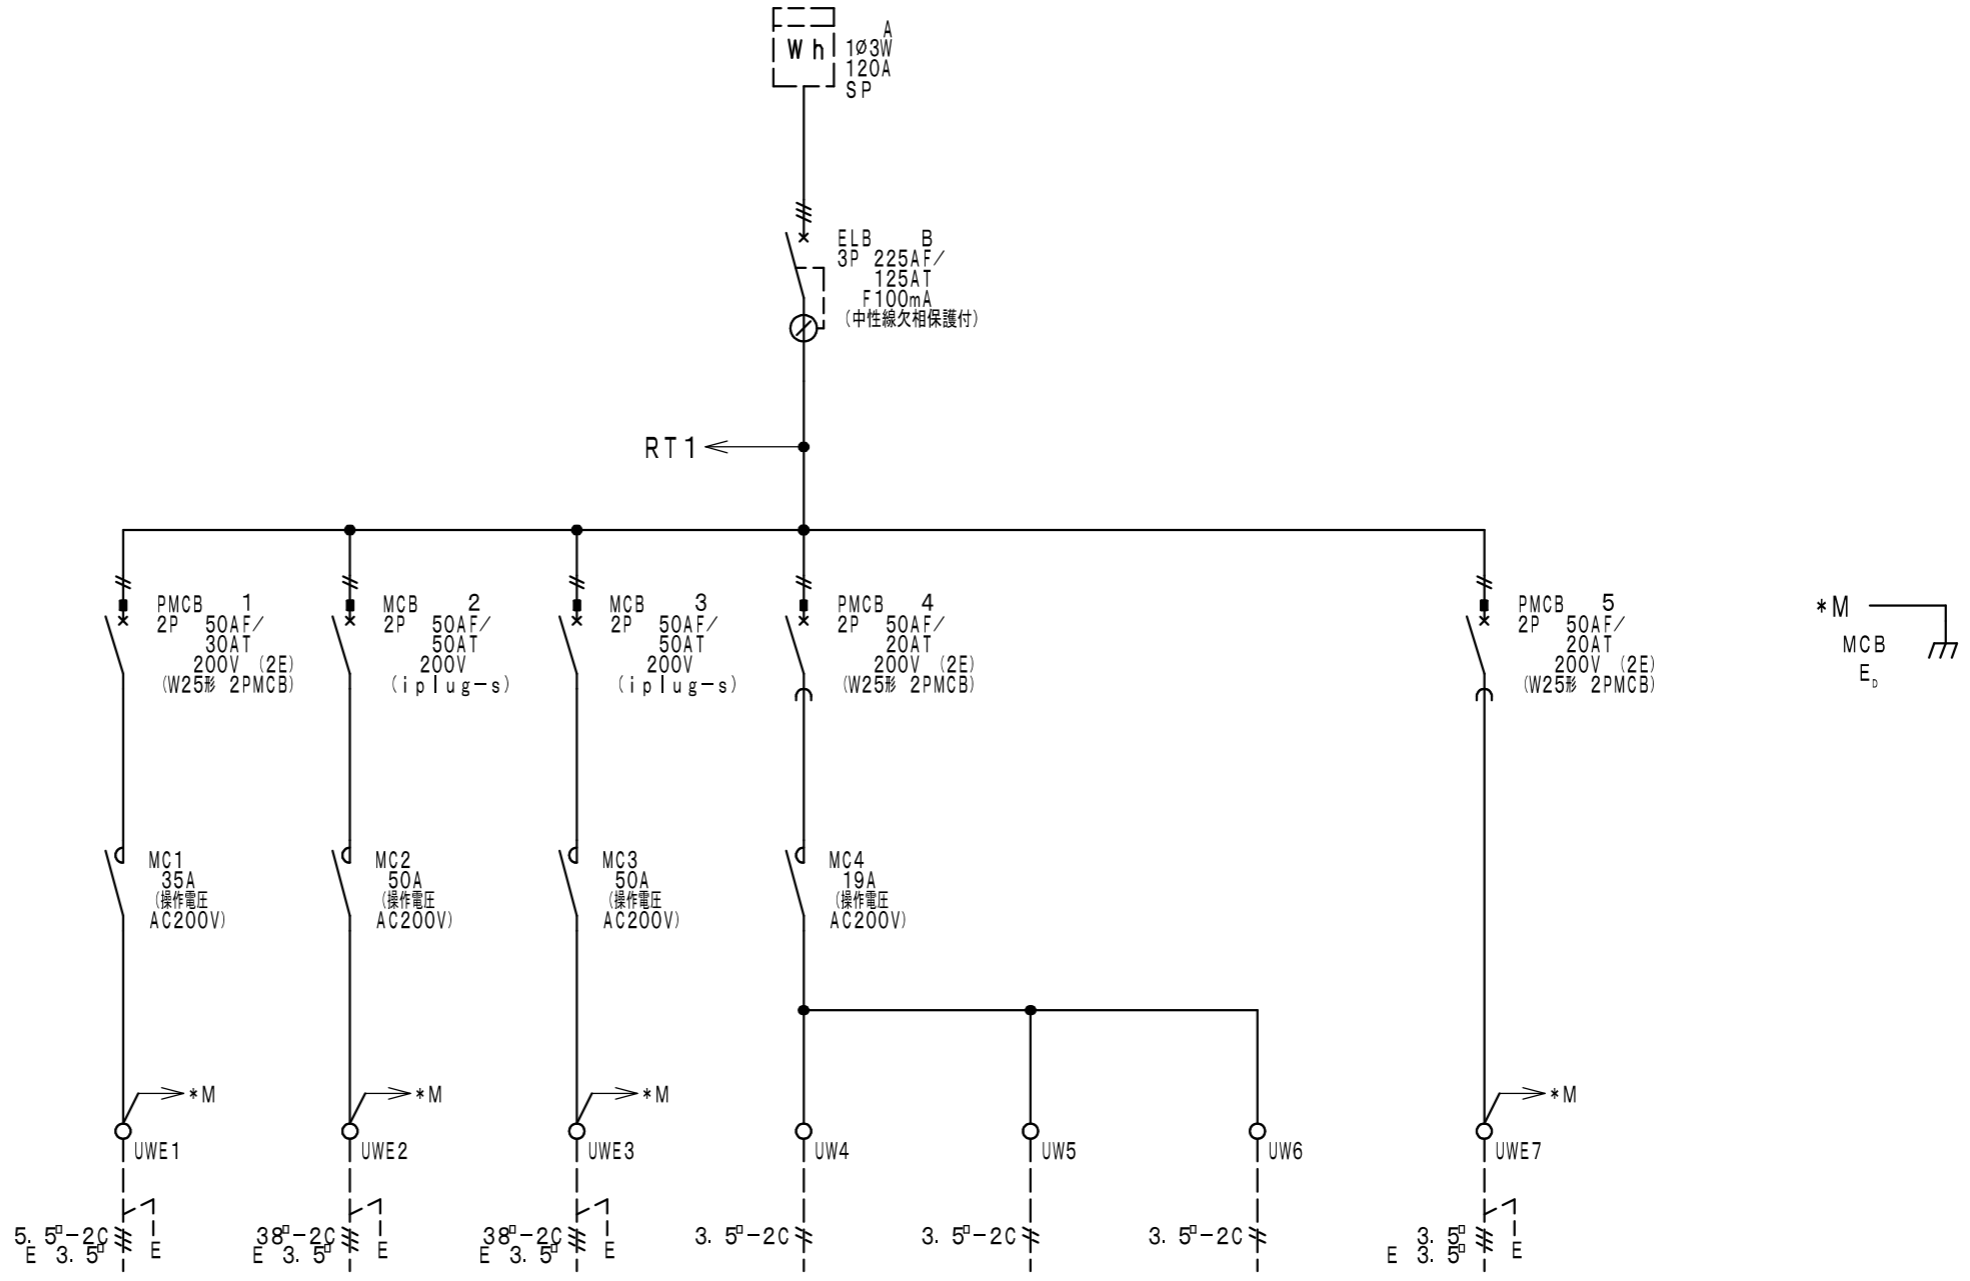 A
Wh
1Ø3W
120A
SP
ELB B
3P 225AF/
125AT
F100mA
(中性線欠相保護付)
RT1
PMCB 1
2P 50AF/
30AT
200V (2E)
(W25形 2PMCB)
MCB 2
2P 50AF/
50AT
200V
(iplug-s)
MCB 3
2P 50AF/
50AT
200V
(iplug-s)
PMCB 4
2P 50AF/
20AT
200V (2E)
(W25形 2PMCB)
PMCB 5
2P 50AF/
20AT
200V (2E)
(W25形 2PMCB)
*M
MCB
E_D
MC1
35A
(操作電圧
AC200V)
MC2
50A
(操作電圧
AC200V)
MC3
50A
(操作電圧
AC200V)
MC4
19A
(操作電圧
AC200V)
*M
*M
*M
*M
UWE1
UWE2
UWE3
UW4
UW5
UW6
UWE7
5.5□-2C
E 3.5□
E
38□-2C
E 3.5□
E
38□-2C
E 3.5□
E
3.5□-2C
3.5□-2C
3.5□-2C
3.5□
E 3.5□
E